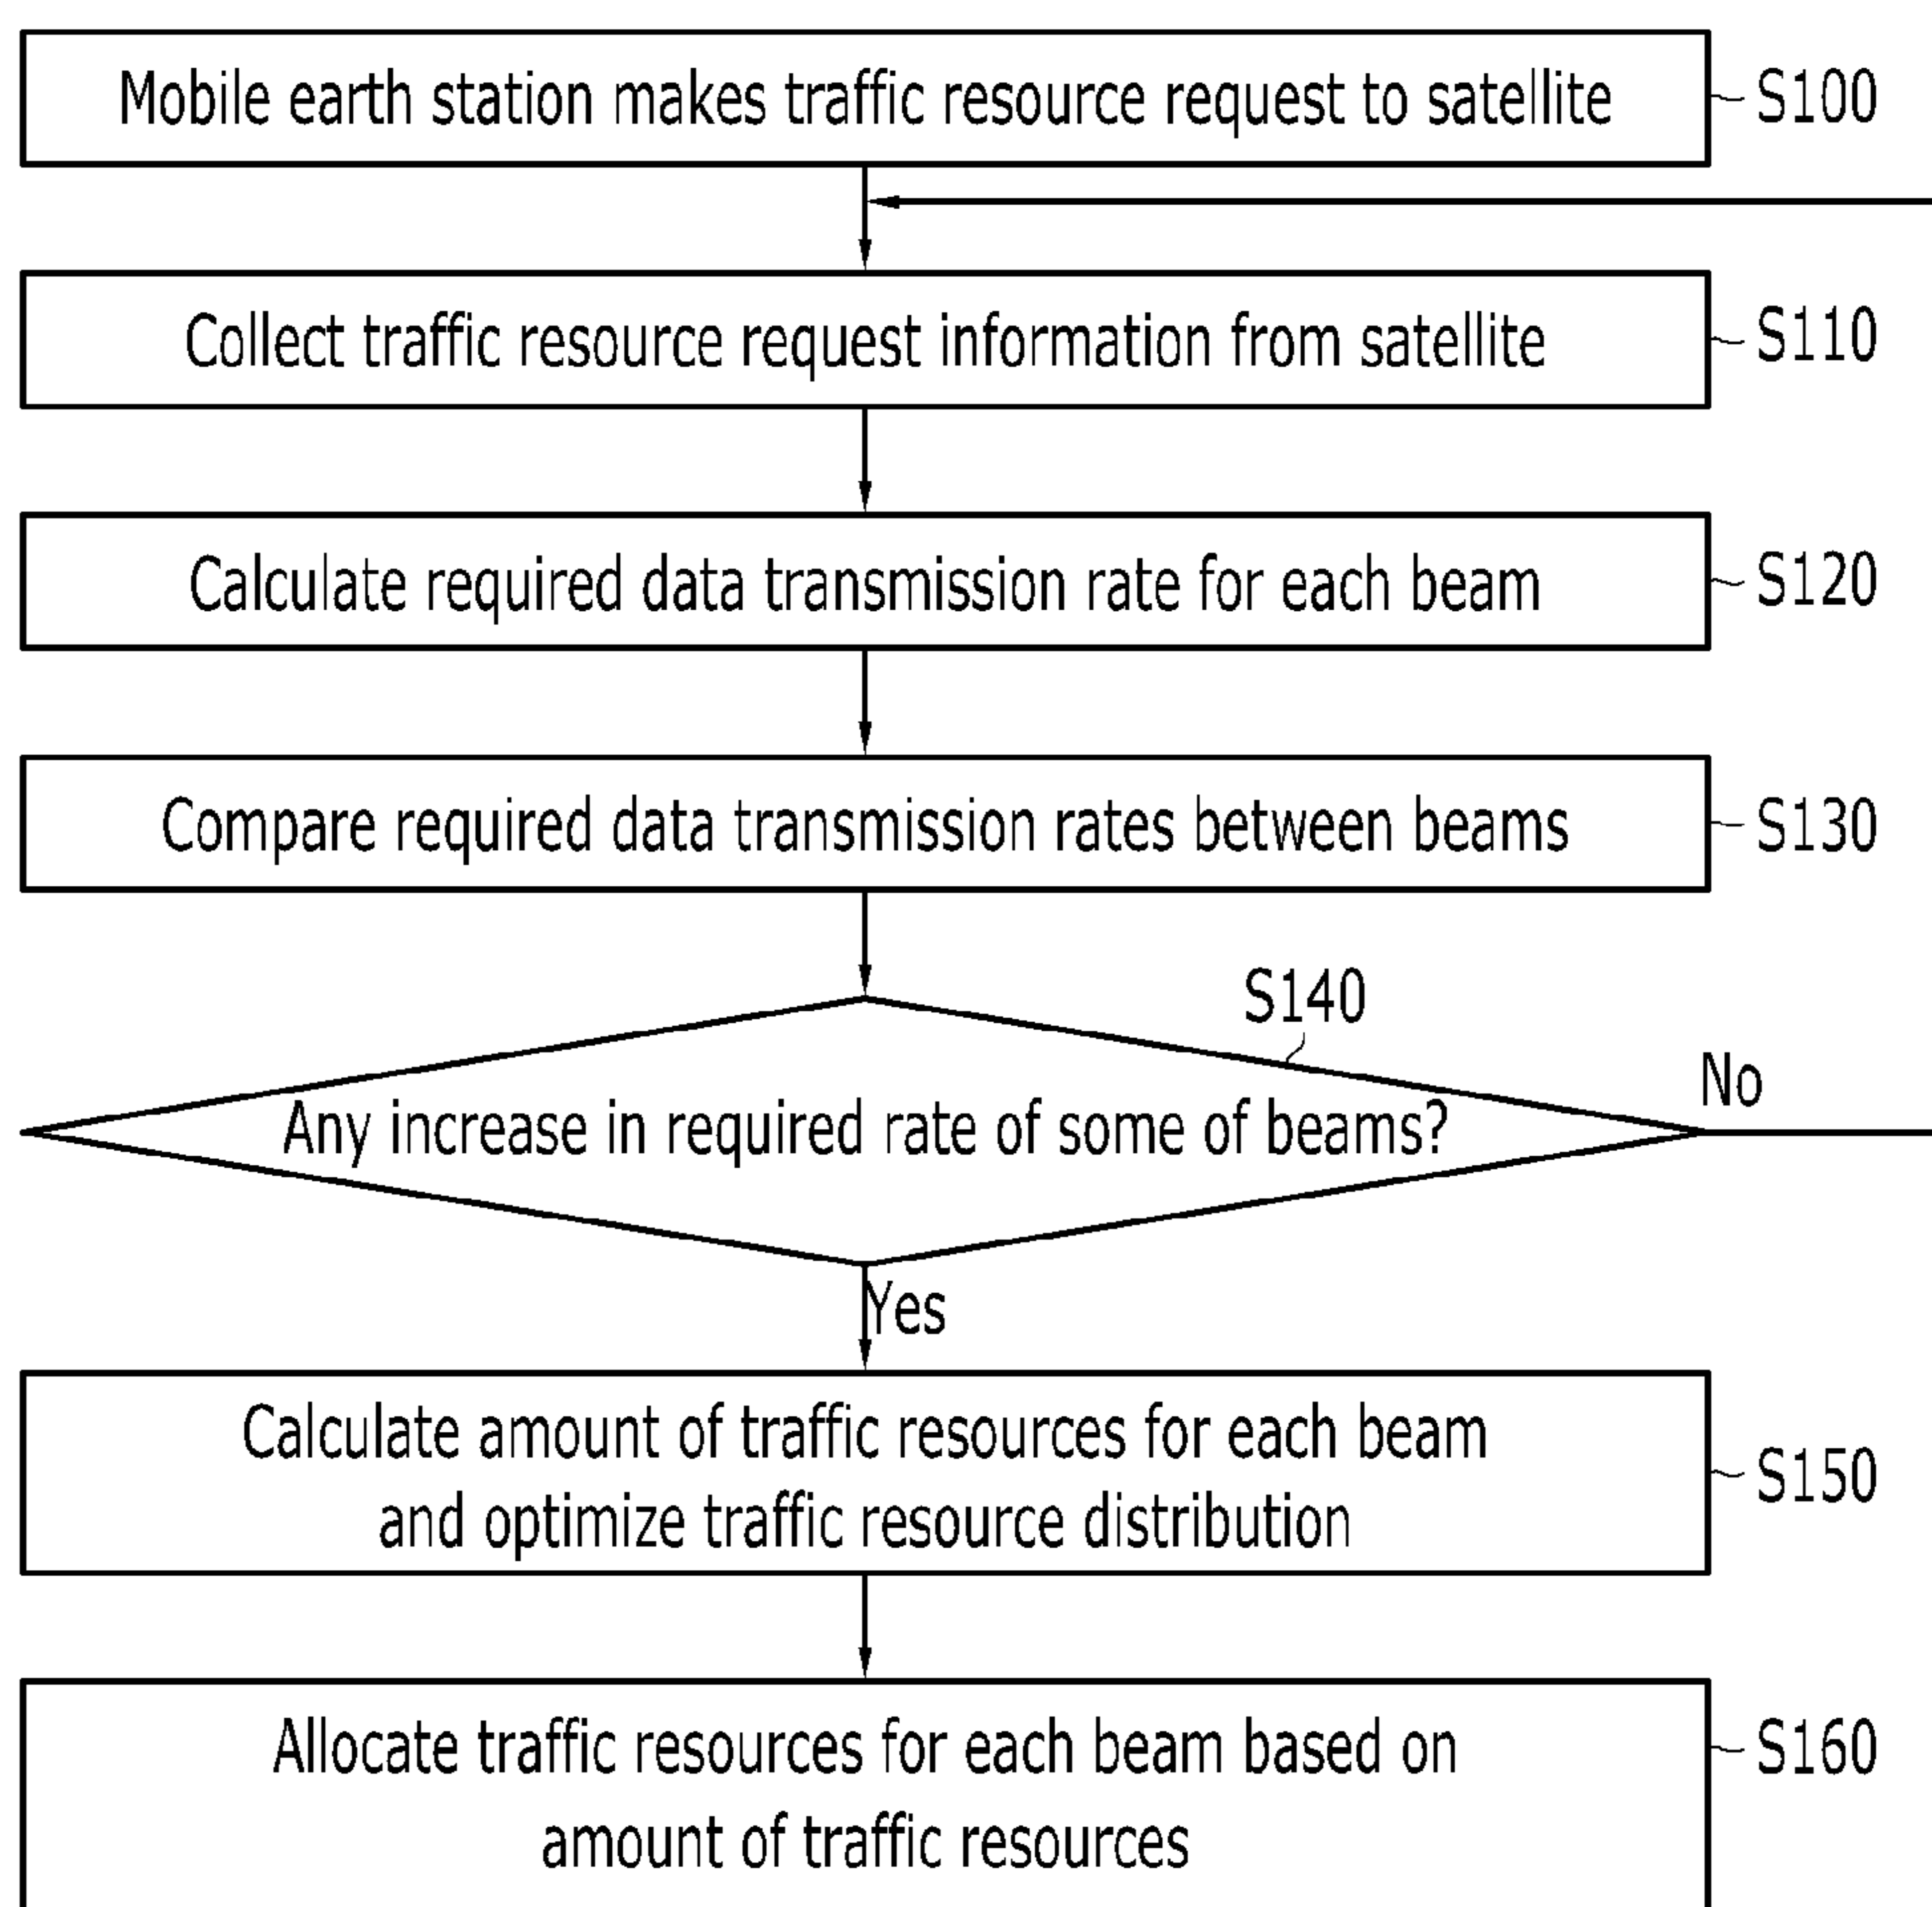 Mobile earth station makes traffic resource request to satellite
S100
Collect traffic resource request information from satellite
S110
Calculate required data transmission rate for each beam
S120
Compare required data transmission rates between beams
S130
S140
Any increase in required rate of some of beams?
No
Yes
Calculate amount of traffic resources for each beam
and optimize traffic resource distribution
S150
Allocate traffic resources for each beam based on
amount of traffic resources
S160